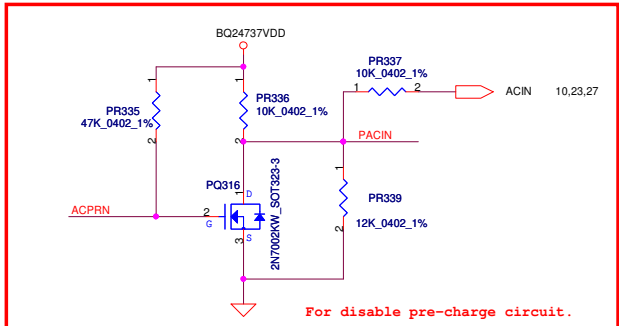 BQ24737VDD
PR337
10K_0402_1%
1
2
ACIN
10,23,27
1
PR335
47K_0402_1%
2
1
PR336
10K_0402_1%
2
PACIN
PQ316
1
D
2N7002KW_SOT323-3
ACPRN
2
G
3
S
1
PR339
12K_0402_1%
2
For disable pre-charge circuit.